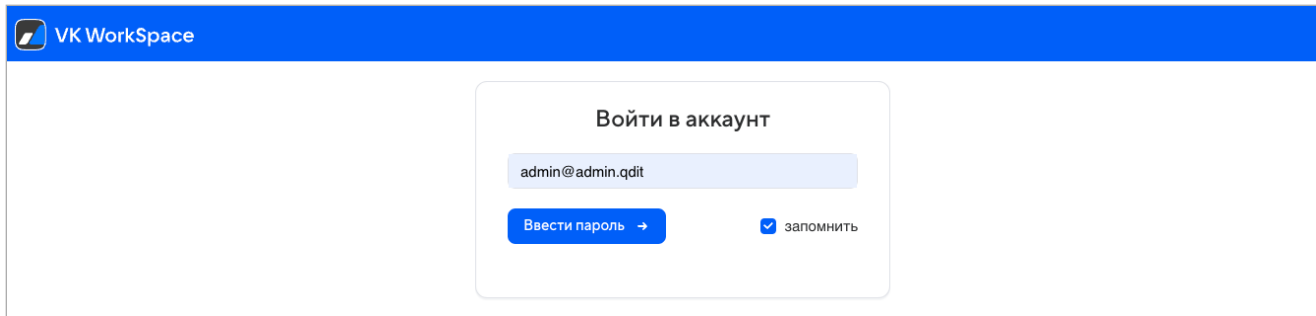 VK WorkSpace
Войти в аккаунт
admin@admin.qdit
Ввести пароль →
запомнить